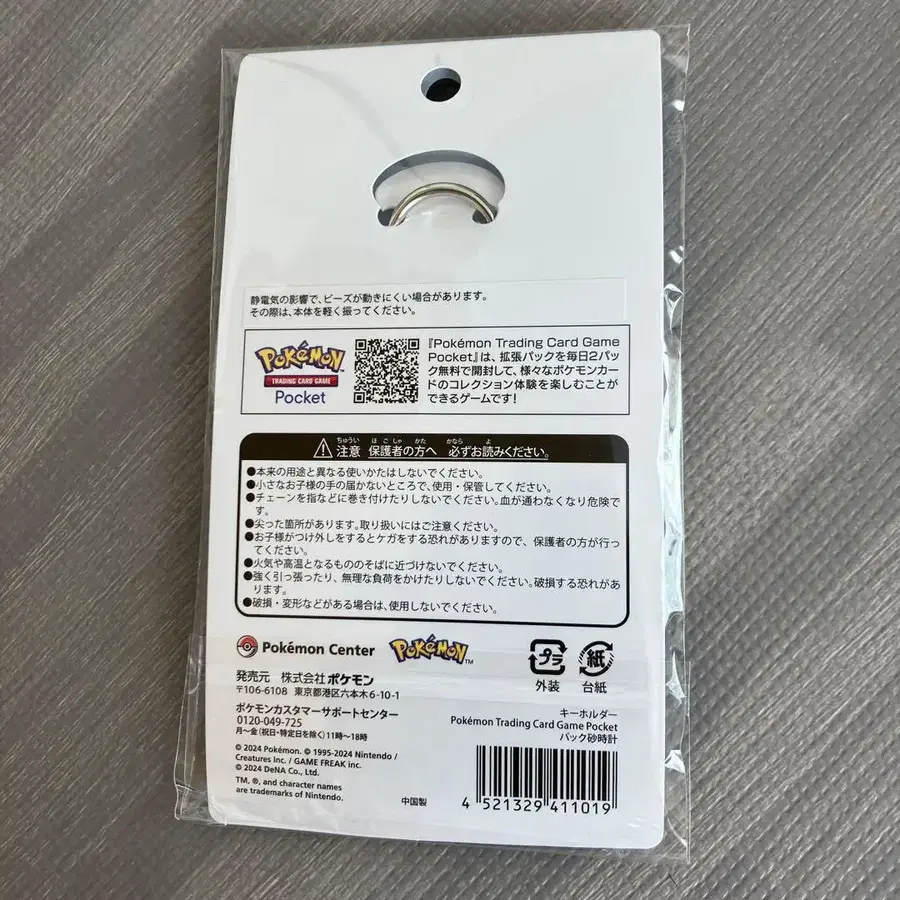 静電気の影響で、ビーズが動きにくい場合があります。
その際は、本体を軽く振ってください。
POKéMON
TRADING CARD GAME
Pocket
『Pokémon Trading Card Game
Pocket』は、拡張パックを毎日2パッ
ク無料で開封して、様々なポケモンカー
ドのコレクション体験を楽しむことが
できるゲームです!
ちゅうい ほごしゃ かた かなら よ
注意 保護者の方へ 必ずお読みください。
●本来の用途と異なる使いかたはしないでください。
●小さなお子様の手の届かないところで、使用・保管してください。
●チェーンを指などに巻き付けたりしないでください。血が通わなくなり危険で
す。
●尖った箇所があります。取り扱いにはご注意ください。
●お子様がつけ外しをするとケガをする恐れがありますので、保護者の方が行っ
てください。
●火気や高温となるもののそばに近づけないでください。
●強く引っ張ったり、無理な負荷をかけたりしないでください。破損する恐れがあ
ります。
●破損・変形などがある場合は、使用しないでください。
Pokémon Center POKéMON™
プラ 紙
外装 台紙
発売元 株式会社ポケモン
〒106-6108 東京都港区六本木6-10-1
ポケモンカスタマーサポートセンター
0120-049-725
月~金(祝日・特定日を除く)11時~18時
キーホルダー
Pokémon Trading Card Game Pocket
パック砂時計
© 2024 Pokémon. © 1995-2024 Nintendo /
Creatures Inc. / GAME FREAK inc.
© 2024 DeNA Co., Ltd.
TM, ®, and character names
are trademarks of Nintendo.
中国製
4 521329 411019